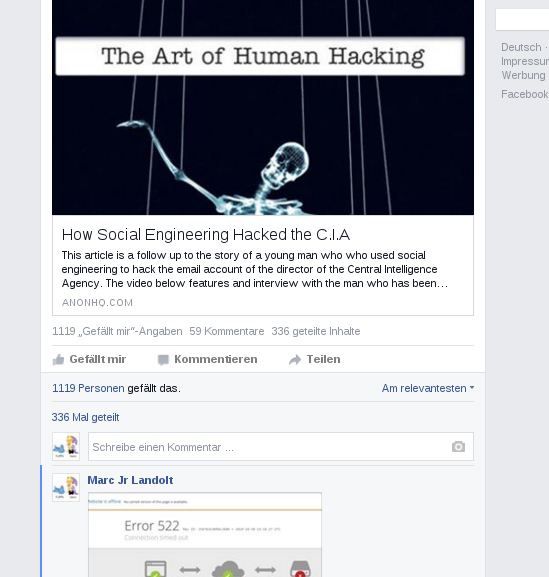 The Art of Human Hacking
Deutsch ·
Impressu
Werbung
Facebook
How Social Engineering Hacked the C.I.A
This article is a follow up to the story of a young man who who used social
engineering to hack the email account of the director of the Central Intelligence
Agency. The video below features and interview with the man who has been...
ANONHQ.COM
1119 „Gefällt mir“-Angaben 59 Kommentare 336 geteilte Inhalte
Gefällt mir Kommentieren Teilen
1119 Personen gefällt das. Am relevantesten
336 Mal geteilt
Schreibe einen Kommentar ...
Marc Jr Landolt
Error 522
Connection timed out